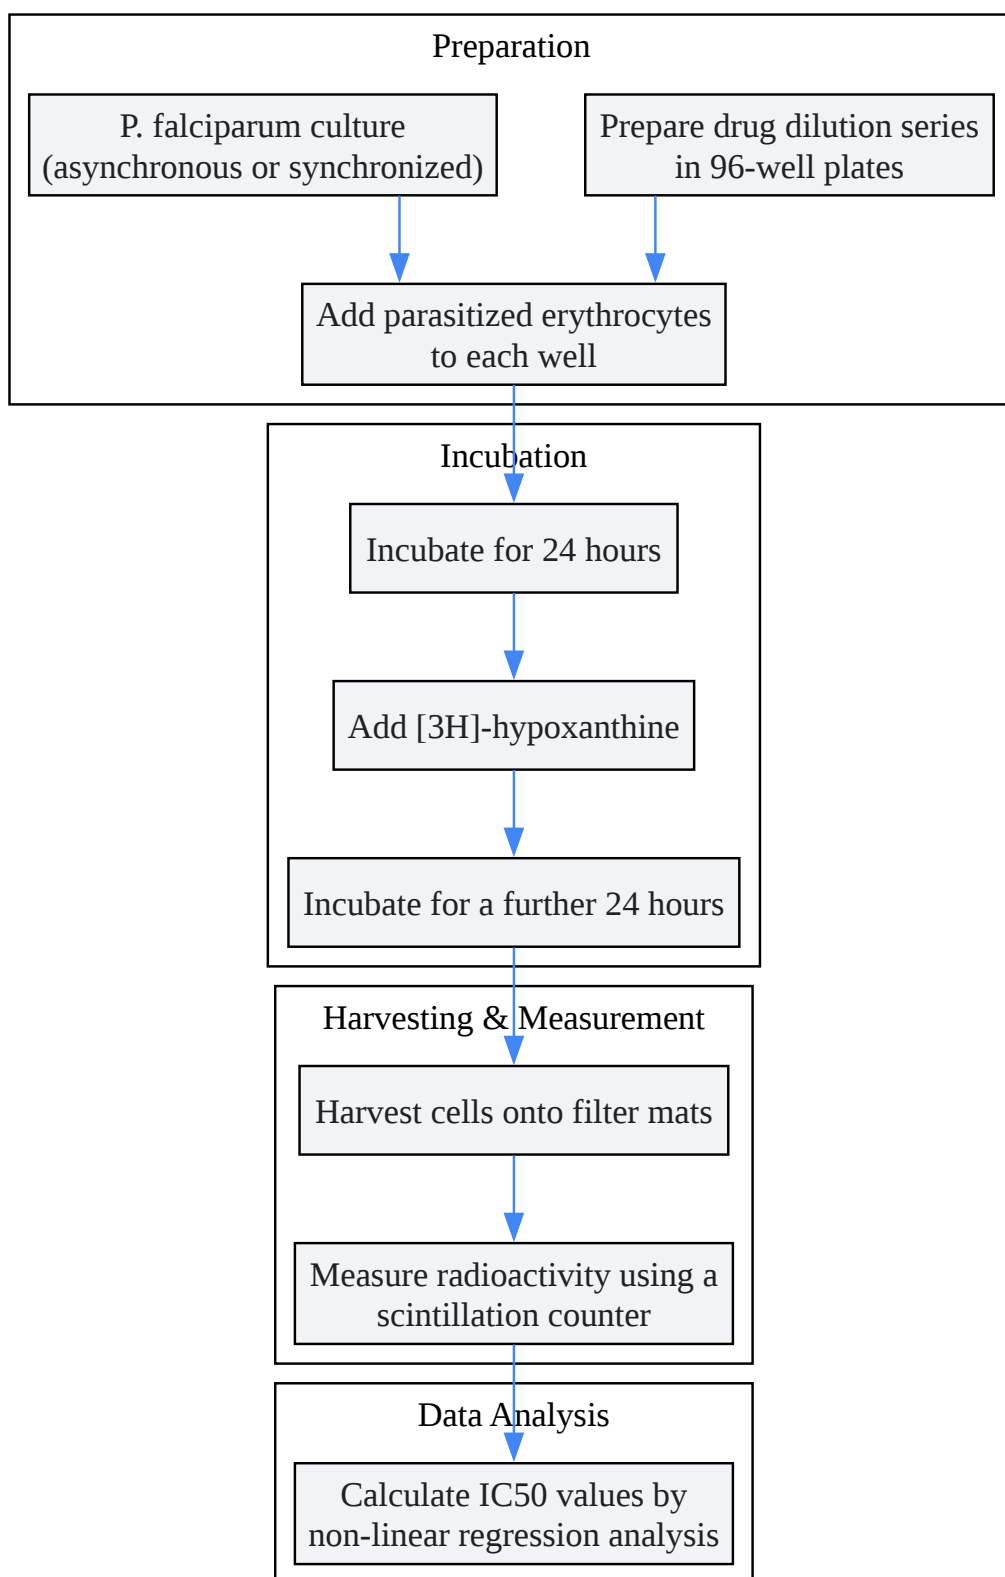 Preparation
P. falciparum culture
(asynchronous or synchronized)
Prepare drug dilution series
in 96-well plates
Add parasitized erythrocytes
to each well
Incubation
Incubate for 24 hours
Add [3H]-hypoxanthine
Incubate for a further 24 hours
Harvesting & Measurement
Harvest cells onto filter mats
Measure radioactivity using a
scintillation counter
Data Analysis
Calculate IC50 values by
non-linear regression analysis